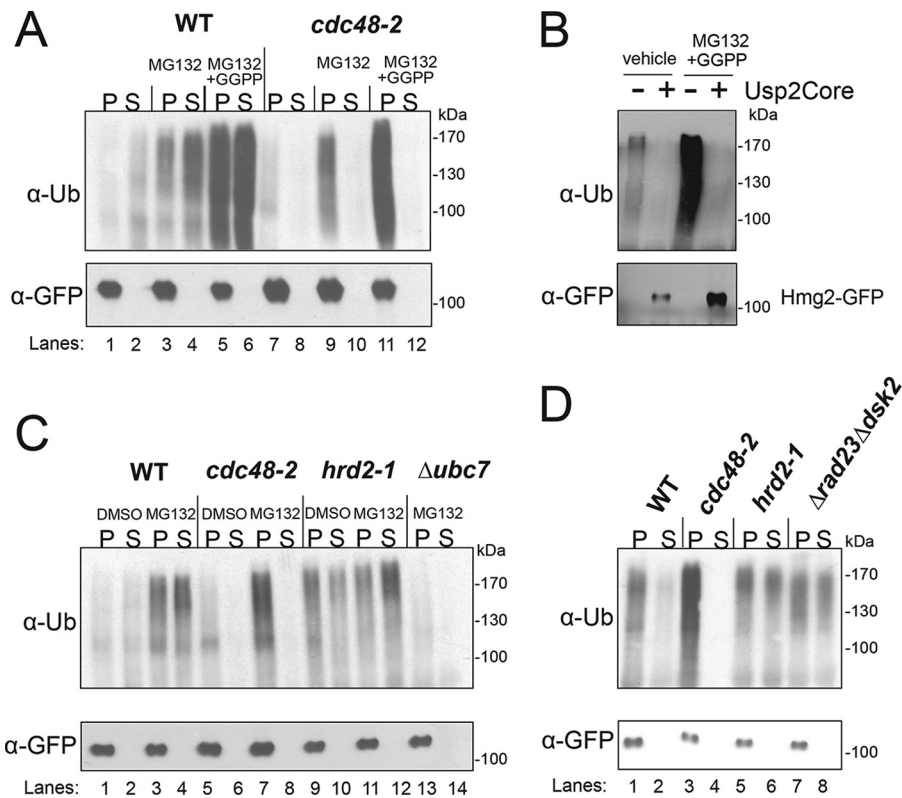 A
WT cdc48-2
MG132 MG132 +GGPP MG132 MG132 +GGPP
P S P S P S P S P S P S
kDa
-170
α-Ub
-130
-100
α-GFP
-100
Lanes: 1 2 3 4 5 6 7 8 9 10 11 12
B
vehicle MG132 +GGPP
- + - + Usp2Core
kDa
-170
α-Ub
-130
-100
α-GFP
-100
Hmg2-GFP
C
WT cdc48-2 hrd2-1 Δubc7
DMSO MG132 DMSO MG132 DMSO MG132 MG132
P S P S P S P S P S P S P S
kDa
-170
α-Ub
-130
-100
α-GFP
-100
Lanes: 1 2 3 4 5 6 7 8 9 10 11 12 13 14
D
WT cdc48-2 hrd2-1 Δrad23Δdsk2
P S P S P S P S
kDa
-170
α-Ub
-130
-100
α-GFP
-100
Lanes: 1 2 3 4 5 6 7 8